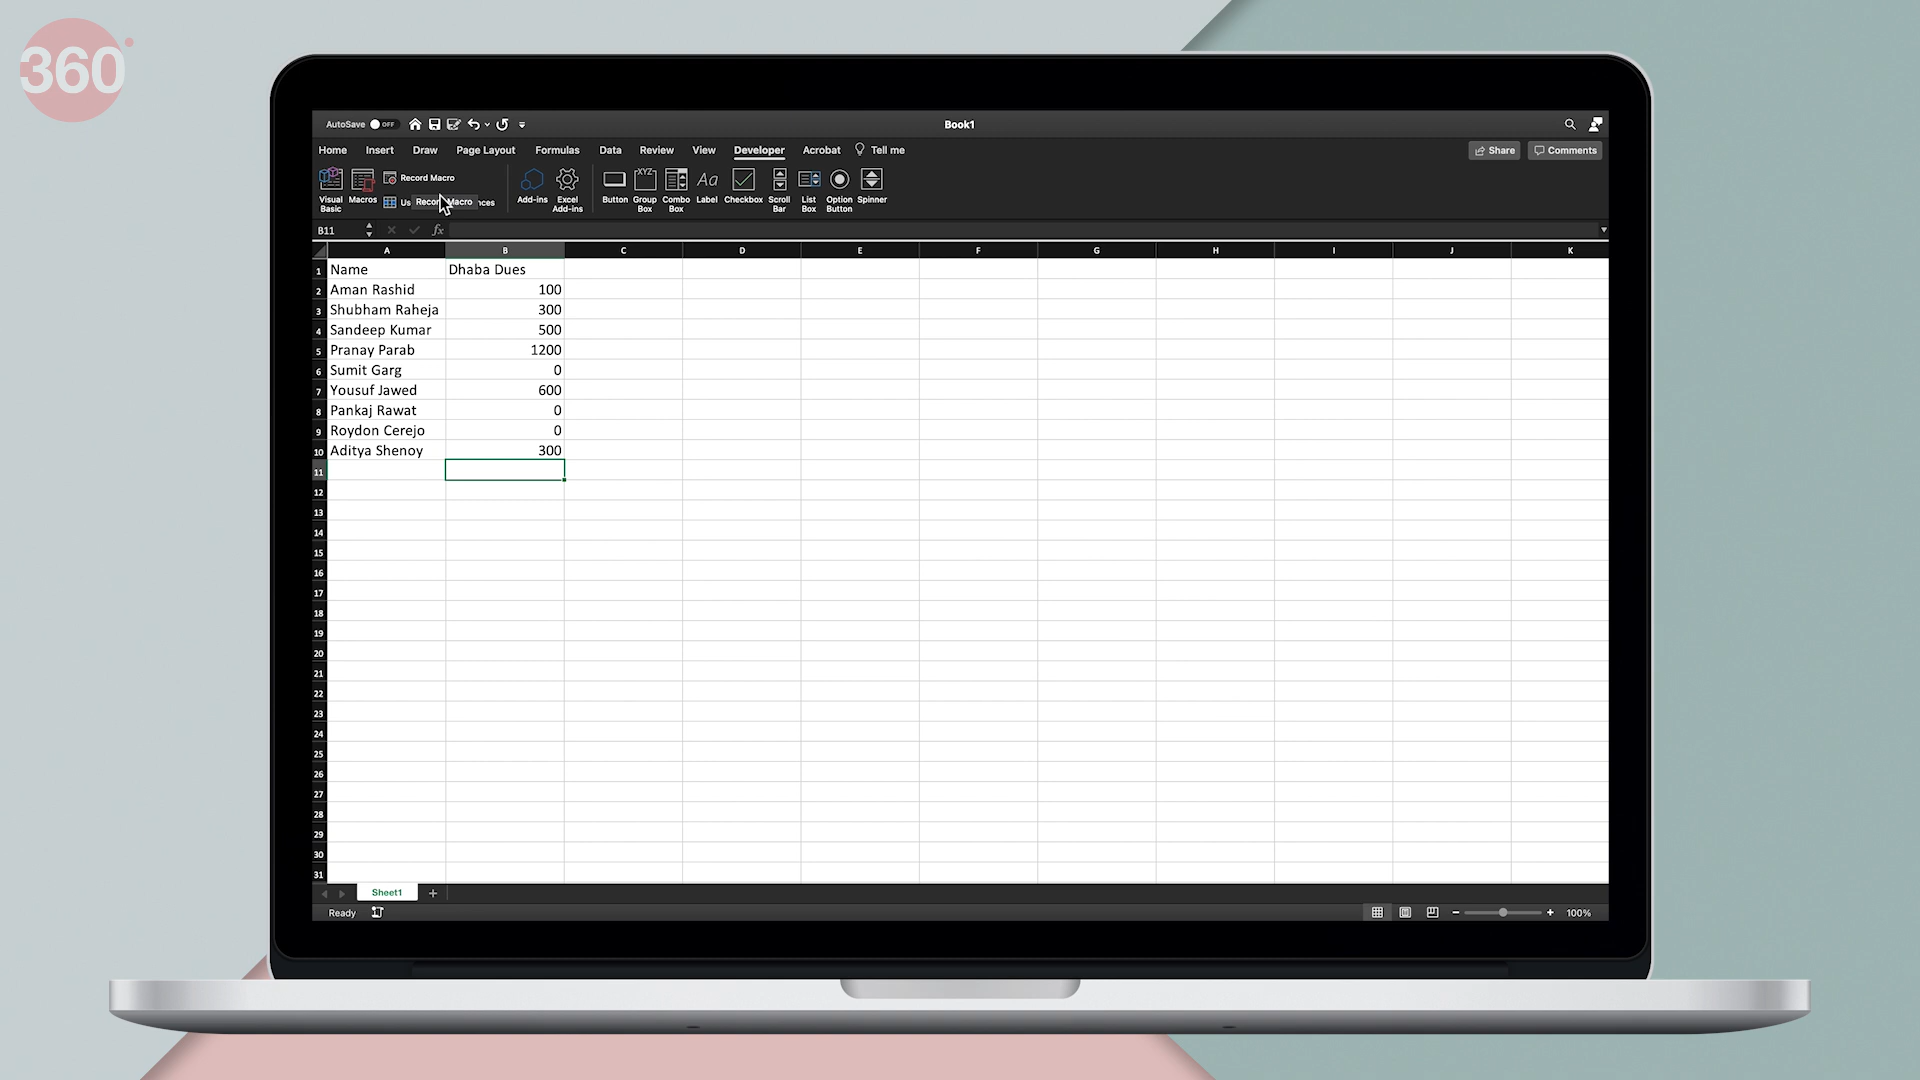 360
AutoSave OFF
Book1
Home Insert Draw Page Layout Formulas Data Review View Developer Acrobat Tell me
Share Comments
Visual Basic
Macros
Record Macro
Us
Record Macro
nces
Add-ins
Excel Add-ins
Button
Group Box
Combo Box
Label
Checkbox
Scroll Bar
List Box
Option Button
Spinner
XYZ
Aa
B11 fx
A B C D E F G H I J K
1 Name Dhaba Dues
2 Aman Rashid 100
3 Shubham Raheja 300
4 Sandeep Kumar 500
5 Pranay Parab 1200
6 Sumit Garg 0
7 Yousuf Jawed 600
8 Pankaj Rawat 0
9 Roydon Cerejo 0
10 Aditya Shenoy 300
11
12
13
14
15
16
17
18
19
20
21
22
23
24
25
26
27
28
29
30
31
Sheet1 +
Ready
100%